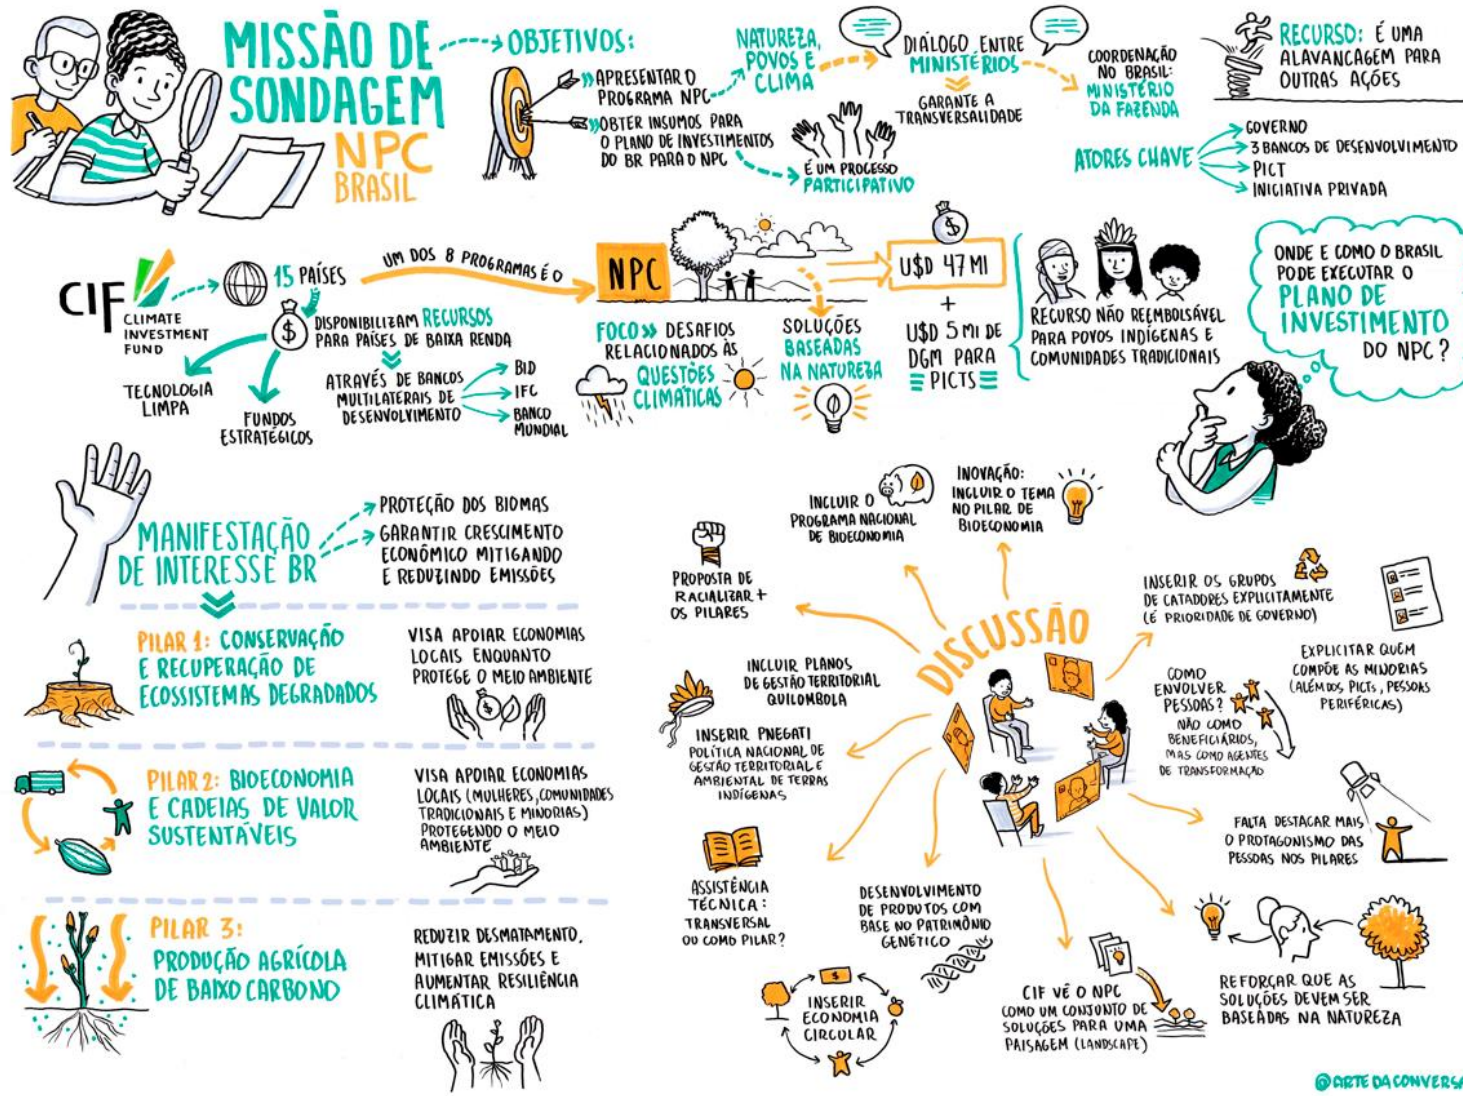 MISSÃO DE
SONDAGEM
NPC
BRASIL
OBJETIVOS:
APRESENTAR O
PROGRAMA NPC
OBTER INSUMOS PARA
O PLANO DE INVESTIMENTOS
DO BR PARA O NPC
NATUREZA,
POVOS E
CLIMA
É UM PROCESSO
PARTICIPATIVO
DIÁLOGO ENTRE
MINISTÉRIOS
GARANTE A
TRANSVERSALIDADE
COORDENAÇÃO
NO BRASIL:
MINISTÉRIO
DA FAZENDA
RECURSO: É UMA
ALAVANCAGEM PARA
OUTRAS AÇÕES
ATORES CHAVE
GOVERNO
3 BANCOS DE DESENVOLVIMENTO
PICT
INICIATIVA PRIVADA
CIF
CLIMATE
INVESTMENT
FUND
15 PAÍSES
$
DISPONIBILIZAM RECURSOS
PARA PAÍSES DE BAIXA RENDA
TECNOLOGIA
LIMPA
FUNDOS
ESTRATÉGICOS
ATRAVÉS DE BANCOS
MULTILATERAIS DE
DESENVOLVIMENTO
BID
IFC
BANCO
MUNDIAL
UM DOS 8 PROGRAMAS É O
NPC
FOCO DESAFIOS
RELACIONADOS ÀS
QUESTÕES
CLIMÁTICAS
SOLUÇÕES
BASEADAS
NA NATUREZA
$
U$D 47 MI
+
U$D 5 MI DE
DGM PARA
PICTS
RECURSO NÃO REEMBOLSÁVEL
PARA POVOS INDÍGENAS E
COMUNIDADES TRADICIONAIS
ONDE E COMO O BRASIL
PODE EXECUTAR O
PLANO DE
INVESTIMENTO
DO NPC?
MANIFESTAÇÃO
DE INTERESSE BR
PROTEÇÃO DOS BIOMAS
GARANTIR CRESCIMENTO
ECONÔMICO MITIGANDO
E REDUZINDO EMISSÕES
PILAR 1: CONSERVAÇÃO
E RECUPERAÇÃO DE
ECOSSISTEMAS DEGRADADOS
VISA APOIAR ECONOMIAS
LOCAIS ENQUANTO
PROTEGE O MEIO AMBIENTE
$
PILAR 2: BIOECONOMIA
E CADEIAS DE VALOR
SUSTENTÁVEIS
VISA APOIAR ECONOMIAS
LOCAIS (MULHERES, COMUNIDADES
TRADICIONAIS E MINORIAS)
PROTEGENDO O MEIO
AMBIENTE
PILAR 3:
PRODUÇÃO AGRÍCOLA
DE BAIXO CARBONO
REDUZIR DESMATAMENTO,
MITIGAR EMISSÕES E
AUMENTAR RESILIÊNCIA
CLIMÁTICA
DISCUSSÃO
PROPOSTA DE
RACIALIZAR +
OS PILARES
INCLUIR O
PROGRAMA NACIONAL
DE BIOECONOMIA
INOVAÇÃO:
INCLUIR O TEMA
NO PILAR DE
BIOECONOMIA
INSERIR OS GRUPOS
DE CATADORES EXPLICITAMENTE
(É PRIORIDADE DE GOVERNO)
EXPLICITAR QUEM
COMPÕE AS MINORIAS
(ALÉM DOS PICTs, PESSOAS
PERIFÉRICAS)
COMO
ENVOLVER
PESSOAS?
NÃO COMO
BENEFICIÁRIOS,
MAS COMO AGENTES
DE TRANSFORMAÇÃO
FALTA DESTACAR MAIS
O PROTAGONISMO DAS
PESSOAS NOS PILARES
REFORÇAR QUE AS
SOLUÇÕES DEVEM SER
BASEADAS NA NATUREZA
CIF VÊ O NPC
COMO UM CONJUNTO DE
SOLUÇÕES PARA UMA
PAISAGEM (LANDSCAPE)
DESENVOLVIMENTO
DE PRODUTOS COM
BASE NO PATRIMÔNIO
GENÉTICO
$
INSERIR
ECONOMIA
CIRCULAR
ASSISTÊNCIA
TÉCNICA:
TRANSVERSAL
OU COMO PILAR?
INCLUIR PLANOS
DE GESTÃO TERRITORIAL
QUILOMBOLA
INSERIR PNEGATI
POLÍTICA NACIONAL DE
GESTÃO TERRITORIAL E
AMBIENTAL DE TERRAS
INDÍGENAS
@ARTEDACONVERSA